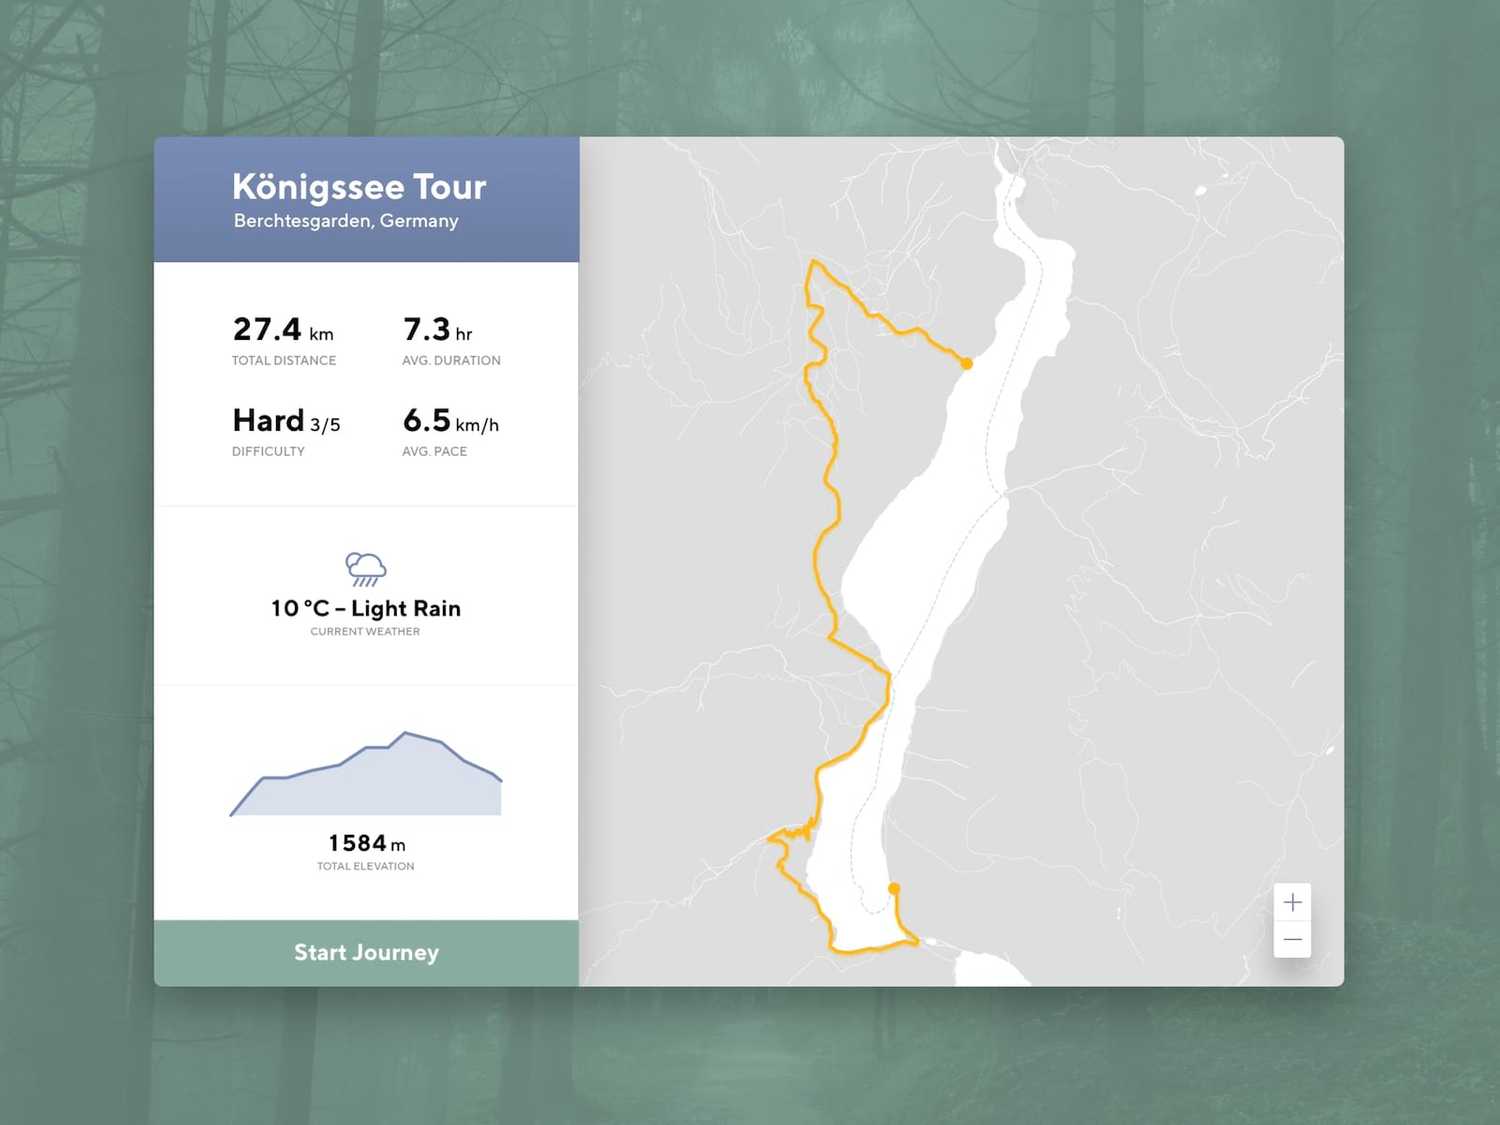 Königssee Tour
Berchtesgaden, Germany
27.4 km
TOTAL DISTANCE
7.3 hr
AVG. DURATION
Hard 3/5
DIFFICULTY
6.5 km/h
AVG. PACE
10 °C – Light Rain
CURRENT WEATHER
1584 m
TOTAL ELEVATION
Start Journey
+
−